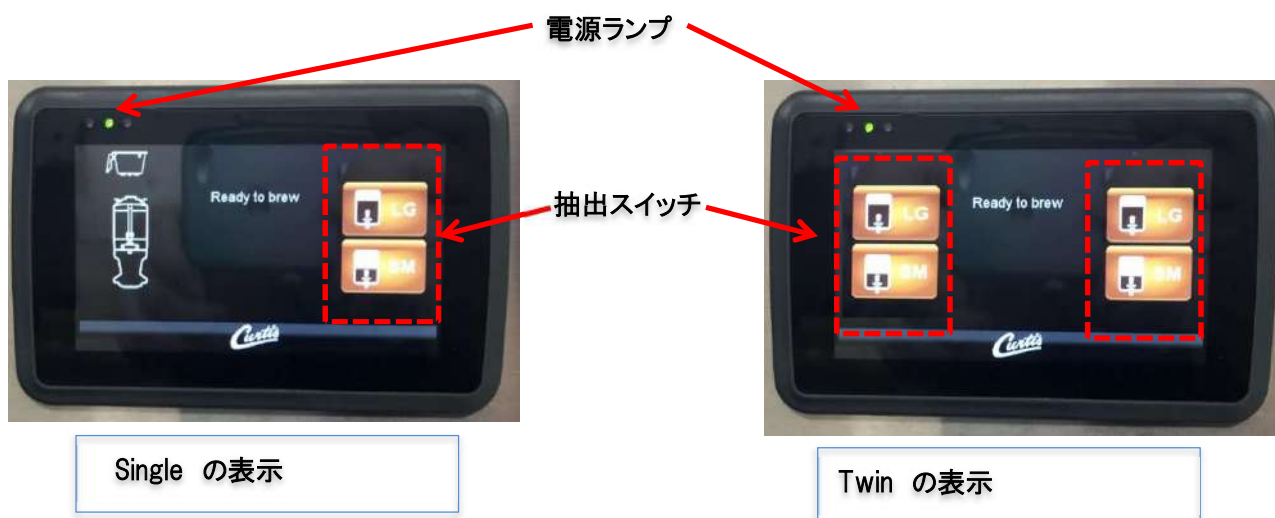 電源ランプ
Ready to brew
LG
SM
Curtis
抽出スイッチ
LG
SM
Ready to brew
LG
SM
Curtis
Single の表示
Twin の表示